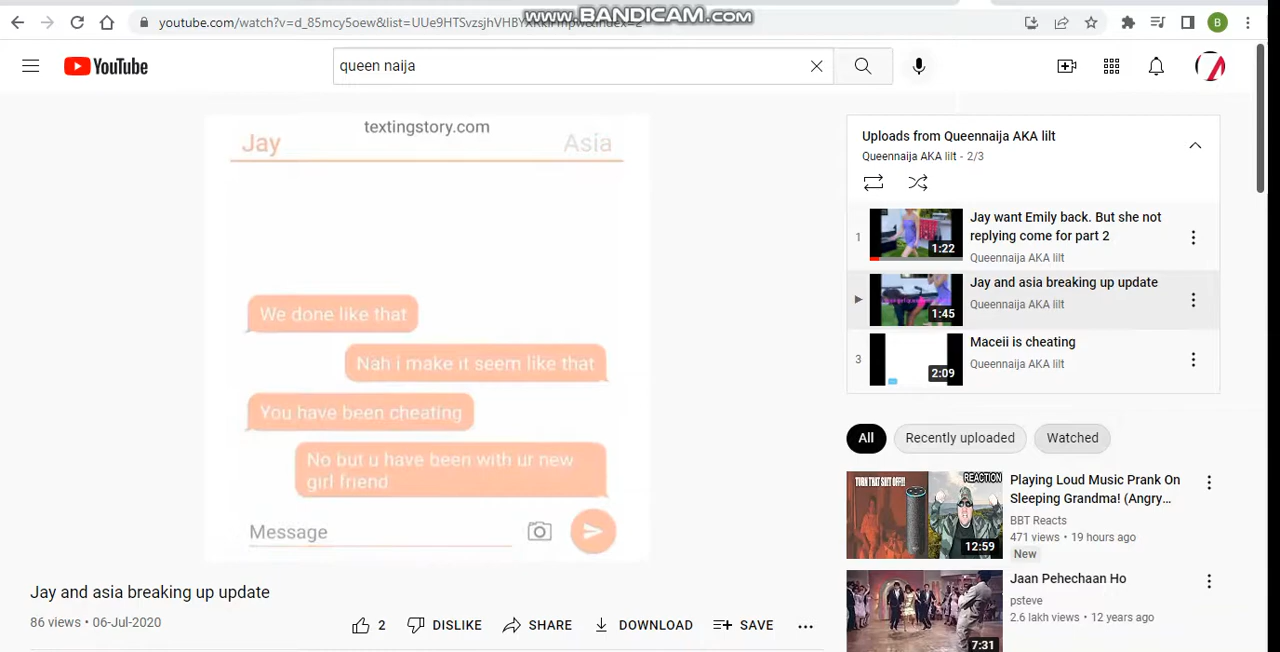 www.BANDICAM.com
youtube.com/watch?v=d_85mcy5oew&list=
B
YouTube
queen naija
textingstory.com
Jay
Asia
We done like that
Nah i make it seem like that
You have been cheating
No but u have been with ur new
girl friend
Message
Jay and asia breaking up update
86 views • 06-Jul-2020
2
DISLIKE
SHARE
DOWNLOAD
SAVE
Uploads from Queennaija AKA lilt
Queennaija AKA lilt - 2/3
1
1:22
Jay want Emily back. But she not
replying come for part 2
Queennaija AKA lilt
1:45
Jay and asia breaking up update
Queennaija AKA lilt
3
2:09
Maceii is cheating
Queennaija AKA lilt
All
Recently uploaded
Watched
TURN THAT SHIT OFF!!!
REACTION
12:59
Playing Loud Music Prank On
Sleeping Grandma! (Angry...
BBT Reacts
471 views • 19 hours ago
New
7:31
Jaan Pehechaan Ho
psteve
2.6 lakh views • 12 years ago